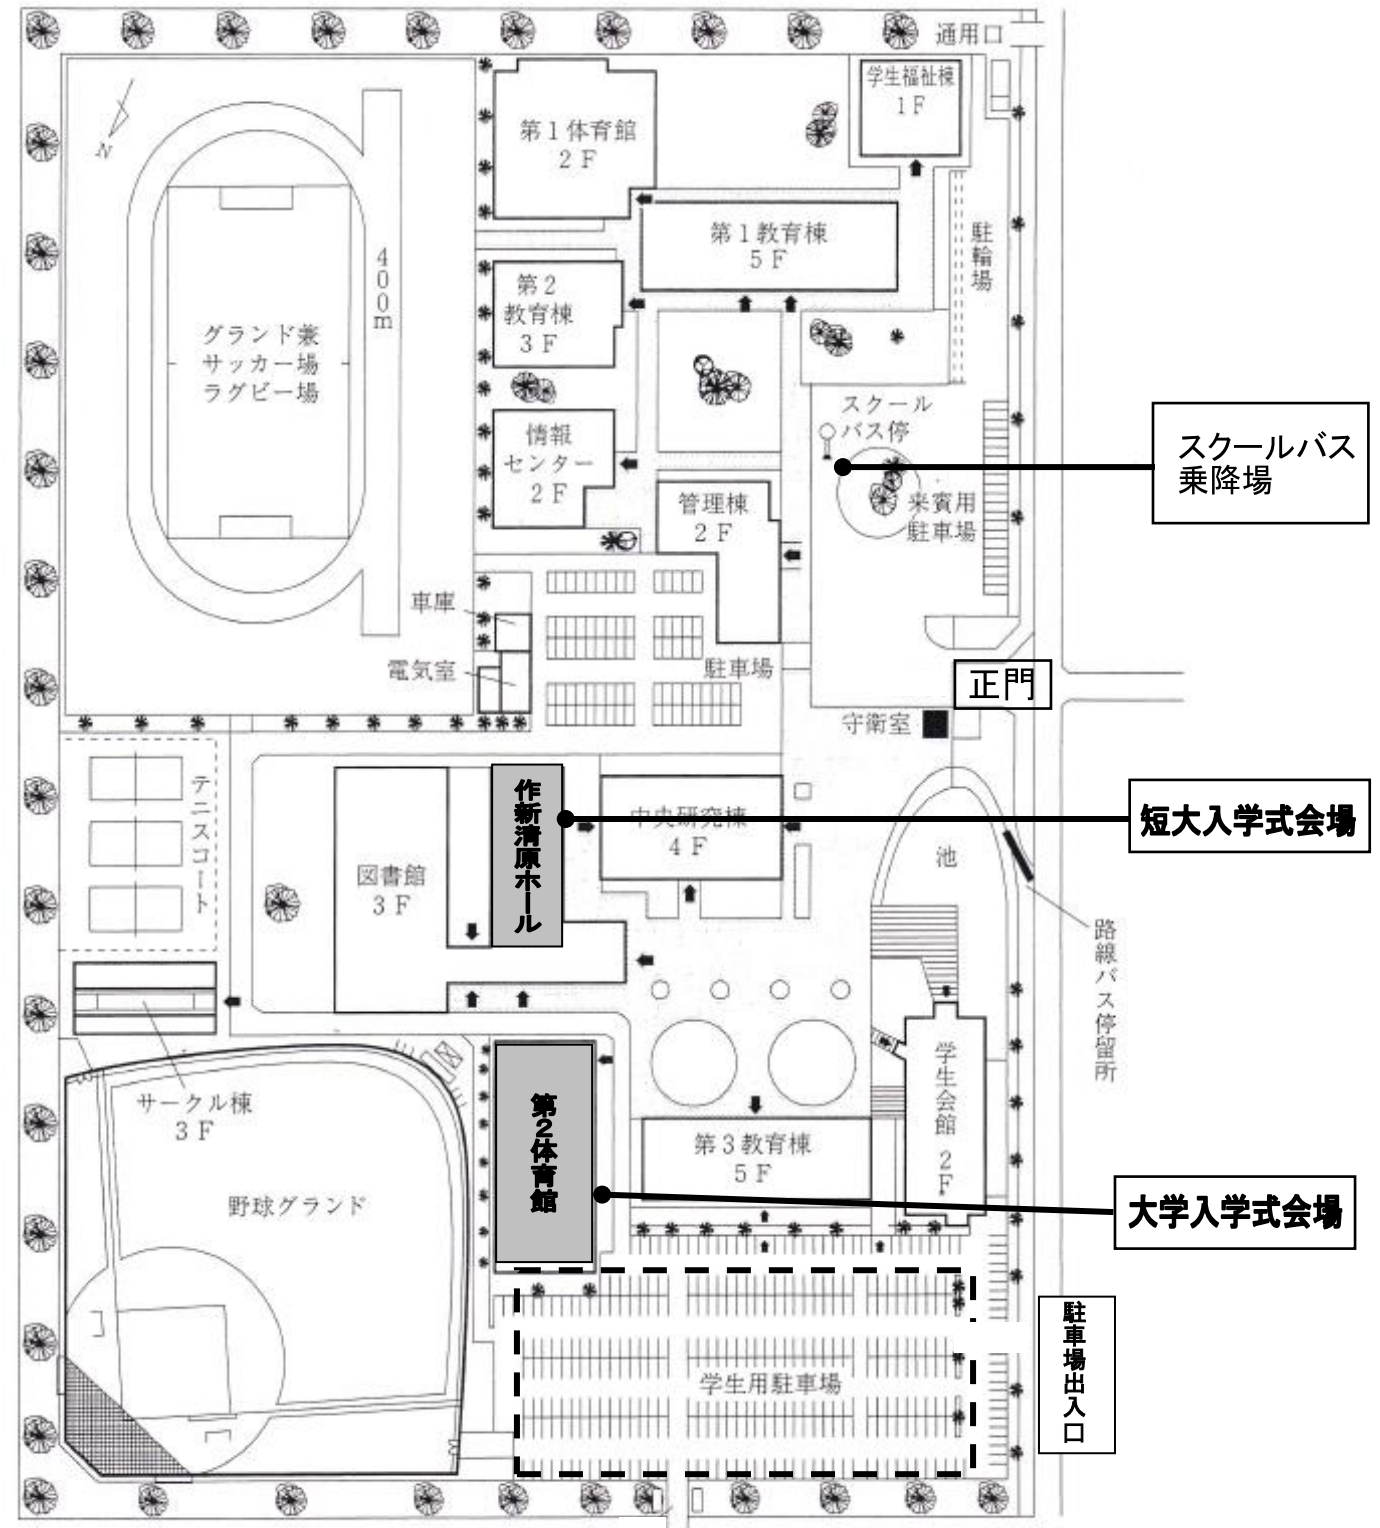 通用口
学生福祉棟
1F
第1体育館
2F
N
第1教育棟
5F
駐輪場
400m
第2
教育棟
3F
グランド兼
サッカー場
ラグビー場
スクール
バス停
スクールバス
乗降場
情報
センター
2F
管理棟
2F
来賓用
駐車場
車庫
電気室
駐車場
正門
守衛室
テニスコート
作新清原ホール
中央研究棟
4F
短大入学式会場
池
図書館
3F
路線バス停留所
サークル棟
3F
学生会館 2F
第2体育館
第3教育棟
5F
野球グランド
大学入学式会場
駐車場出入口
学生用駐車場